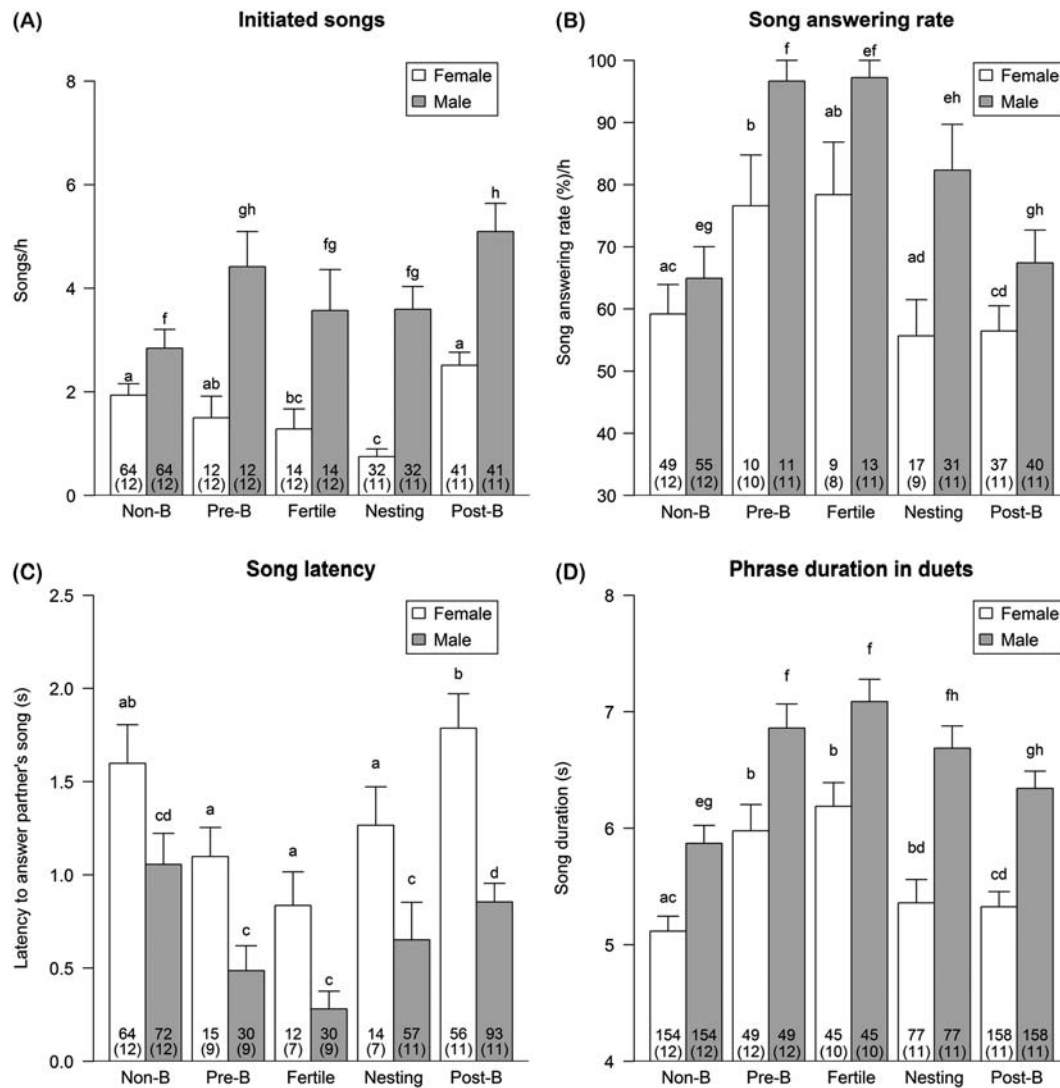 (A)
Initiated songs
Female
Male
Songs/h
8
6
4
2
0
a
f
ab
gh
bc
fg
c
fg
a
h
64 64 12 12 14 14 32 32 41 41
(12) (12) (12) (12) (12) (12) (11) (11) (11) (11)
Non-B Pre-B Fertile Nesting Post-B
(B)
Song answering rate
Female
Male
Song answering rate (%)/h
100
90
80
70
60
50
40
30
ac
eg
b
f
ab
ef
ad
eh
cd
gh
49 55 10 11 9 13 17 31 37 40
(12) (12) (10) (11) (8) (11) (9) (11) (11) (11)
Non-B Pre-B Fertile Nesting Post-B
(C)
Song latency
Female
Male
Latency to answer partner's song (s)
2.5
2.0
1.5
1.0
0.5
0.0
ab
cd
a
c
a
c
a
c
b
d
64 72 15 30 12 30 14 57 56 93
(12) (12) (9) (9) (7) (9) (7) (11) (11) (11)
Non-B Pre-B Fertile Nesting Post-B
(D)
Phrase duration in duets
Female
Male
Song duration (s)
8
7
6
5
4
ac
eg
b
f
b
f
bd
fh
cd
gh
154 154 49 49 45 45 77 77 158 158
(12) (12) (12) (12) (10) (10) (11) (11) (11) (11)
Non-B Pre-B Fertile Nesting Post-B